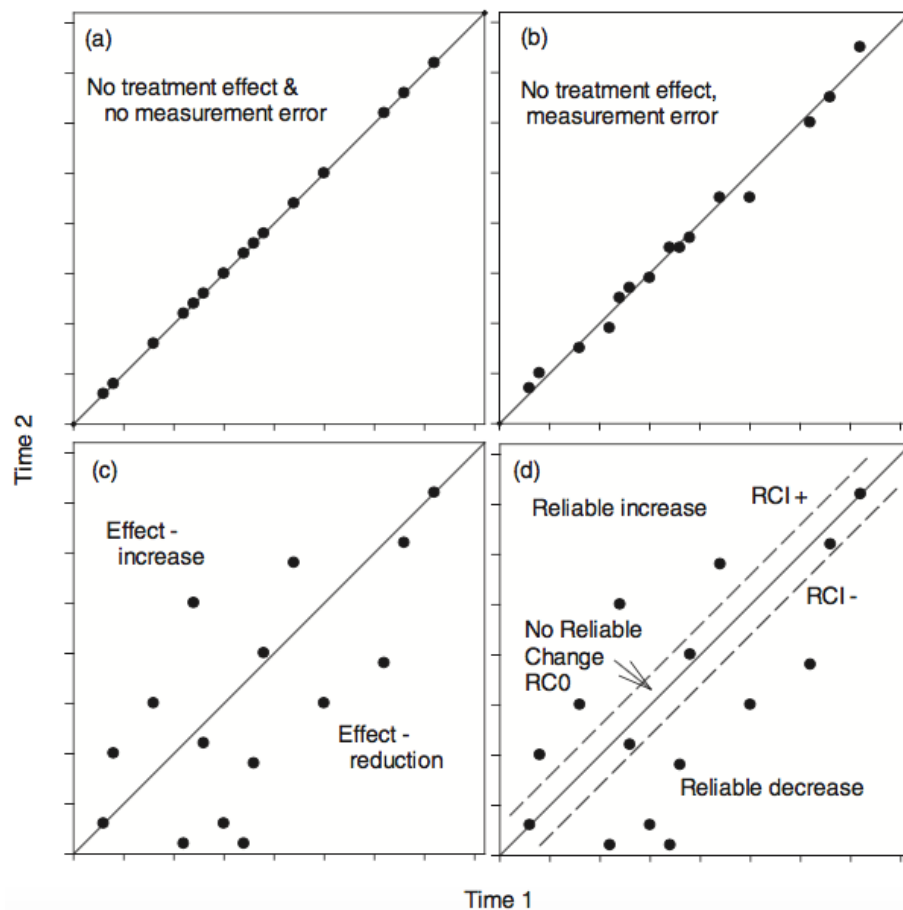 (a)
No treatment effect &
no measurement error
(b)
No treatment effect,
measurement error
Time 2
(c)
Effect -
increase
Effect -
reduction
(d)
Reliable increase
RCI +
RCI -
No Reliable
Change
RC0
Reliable decrease
Time 1